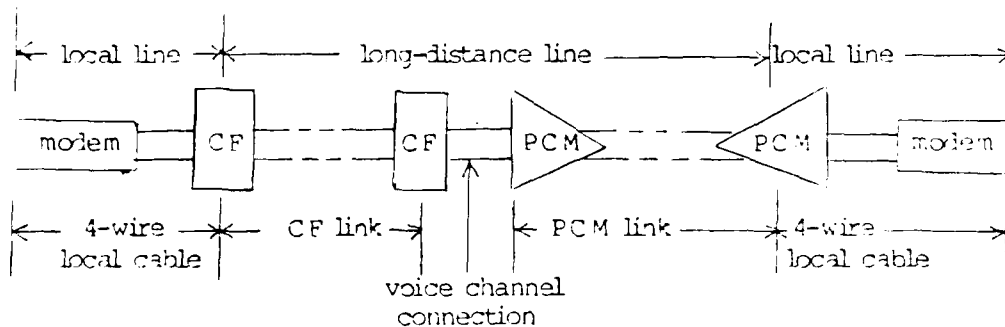 local line
long-distance line
local line
modem
CF
CF
PCM
PCM
modem
4-wire
local cable
CF link
PCM link
4-wire
local cable
voice channel
connection